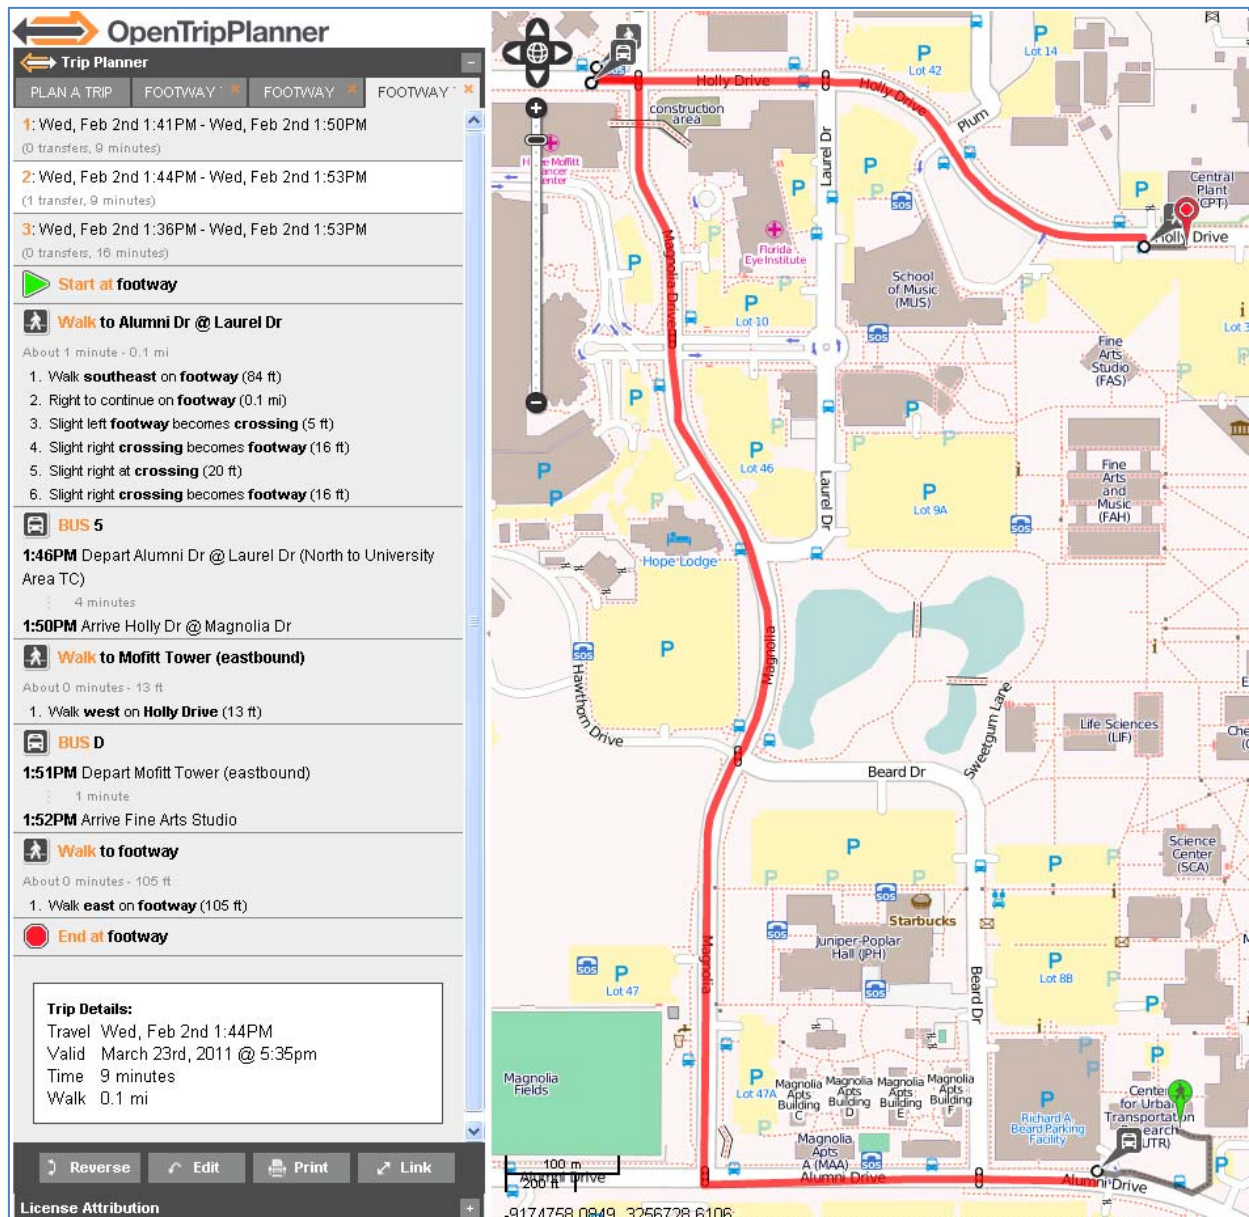 OpenTripPlanner
Trip Planner
PLAN A TRIP
FOOTWAY
FOOTWAY
FOOTWAY
1: Wed, Feb 2nd 1:41PM - Wed, Feb 2nd 1:50PM
(0 transfers, 9 minutes)
2: Wed, Feb 2nd 1:44PM - Wed, Feb 2nd 1:53PM
(1 transfer, 9 minutes)
3: Wed, Feb 2nd 1:36PM - Wed, Feb 2nd 1:53PM
(0 transfers, 16 minutes)
Start at footway
Walk to Alumni Dr @ Laurel Dr
About 1 minute - 0.1 mi
1. Walk southeast on footway (84 ft)
2. Right to continue on footway (0.1 mi)
3. Slight left footway becomes crossing (5 ft)
4. Slight right crossing becomes footway (16 ft)
5. Slight right at crossing (20 ft)
6. Slight right crossing becomes footway (16 ft)
BUS 5
1:46PM Depart Alumni Dr @ Laurel Dr (North to University
Area TC)
4 minutes
1:50PM Arrive Holly Dr @ Magnolia Dr
Walk to Mofitt Tower (eastbound)
About 0 minutes - 13 ft
1. Walk west on Holly Drive (13 ft)
BUS D
1:51PM Depart Mofitt Tower (eastbound)
1 minute
1:52PM Arrive Fine Arts Studio
Walk to footway
About 0 minutes - 105 ft
1. Walk east on footway (105 ft)
End at footway
Trip Details:
Travel Wed, Feb 2nd 1:44PM
Valid March 23rd, 2011 @ 5:35pm
Time 9 minutes
Walk 0.1 mi
Reverse
Edit
Print
Link
License Attribution
Lot 42
Lot 14
Holly Drive
Holly Drive
Plum
construction
area
Laurel Dr
Central
Plant
(CPT)
Holly Drive
Magnolia Drive
Florida
Eye Institute
School
of Music
(MUS)
Lot 10
Fine
Arts
Studio
(FAS)
Lot 46
Laurel Dr
Lot 9A
Fine
Arts
and
Music
(FAH)
Hope Lodge
Magnolia
Hawthorn Drive
Sweetgum Lane
Life Sciences
(LIF)
Beard Dr
Science
Center
(SCA)
Starbucks
Juniper-Poplar
Hall (JPH)
Magnolia
Lot 47
Lot 8B
Beard Dr
Magnolia
Fields
Lot 47A
Magnolia
Apts
Building
C
Magnolia
Apts
Building
D
Magnolia
Apts
Building
E
Magnolia
Apts
Building
F
Richard A.
Beard Parking
Facility
Center
for Urban
Transportation
Research
Magnolia
Apts
A (MAA)
100 m
200 ft
Alumni Drive
Alumni Drive
Alumni Drive
-9174758.0849, 3256728.6106